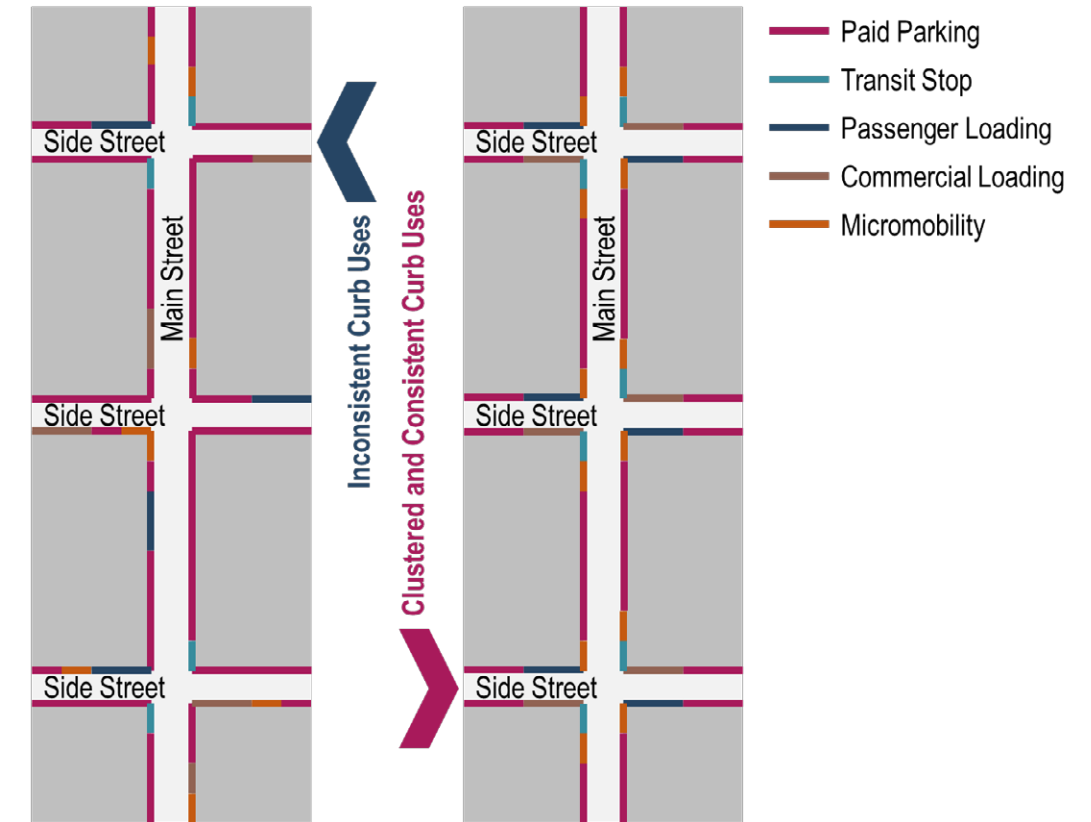 Side Street
Main Street
Side Street
Side Street
Inconsistent Curb Uses
Clustered and Consistent Curb Uses
Side Street
Main Street
Side Street
Side Street
Paid Parking
Transit Stop
Passenger Loading
Commercial Loading
Micromobility